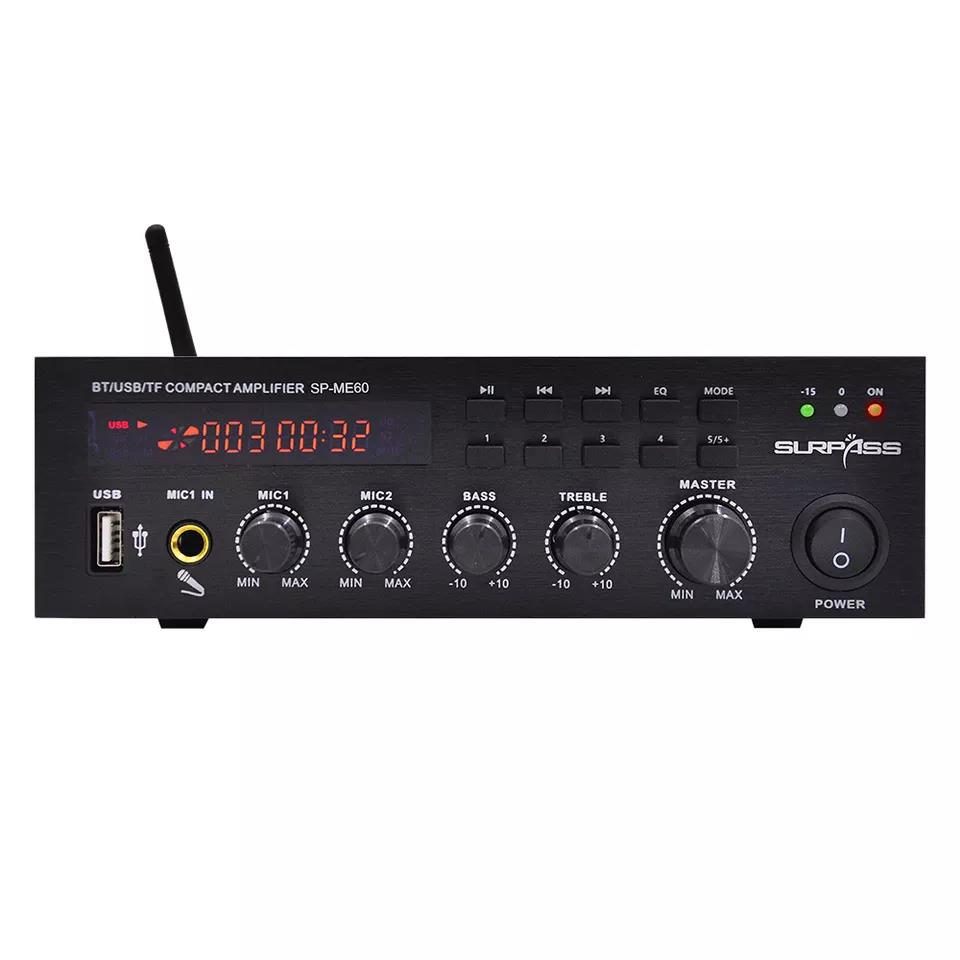 BT/USB/TF COMPACT AMPLIFIER SP-ME60
EQ MODE
-15 0 ON
USB
003 00:32
1 2 3 4 5/5+
SURPASS
USB MIC1 IN MIC1 MIC2 BASS TREBLE MASTER
MIN MAX MIN MAX -10 +10 -10 +10 MIN MAX
POWER